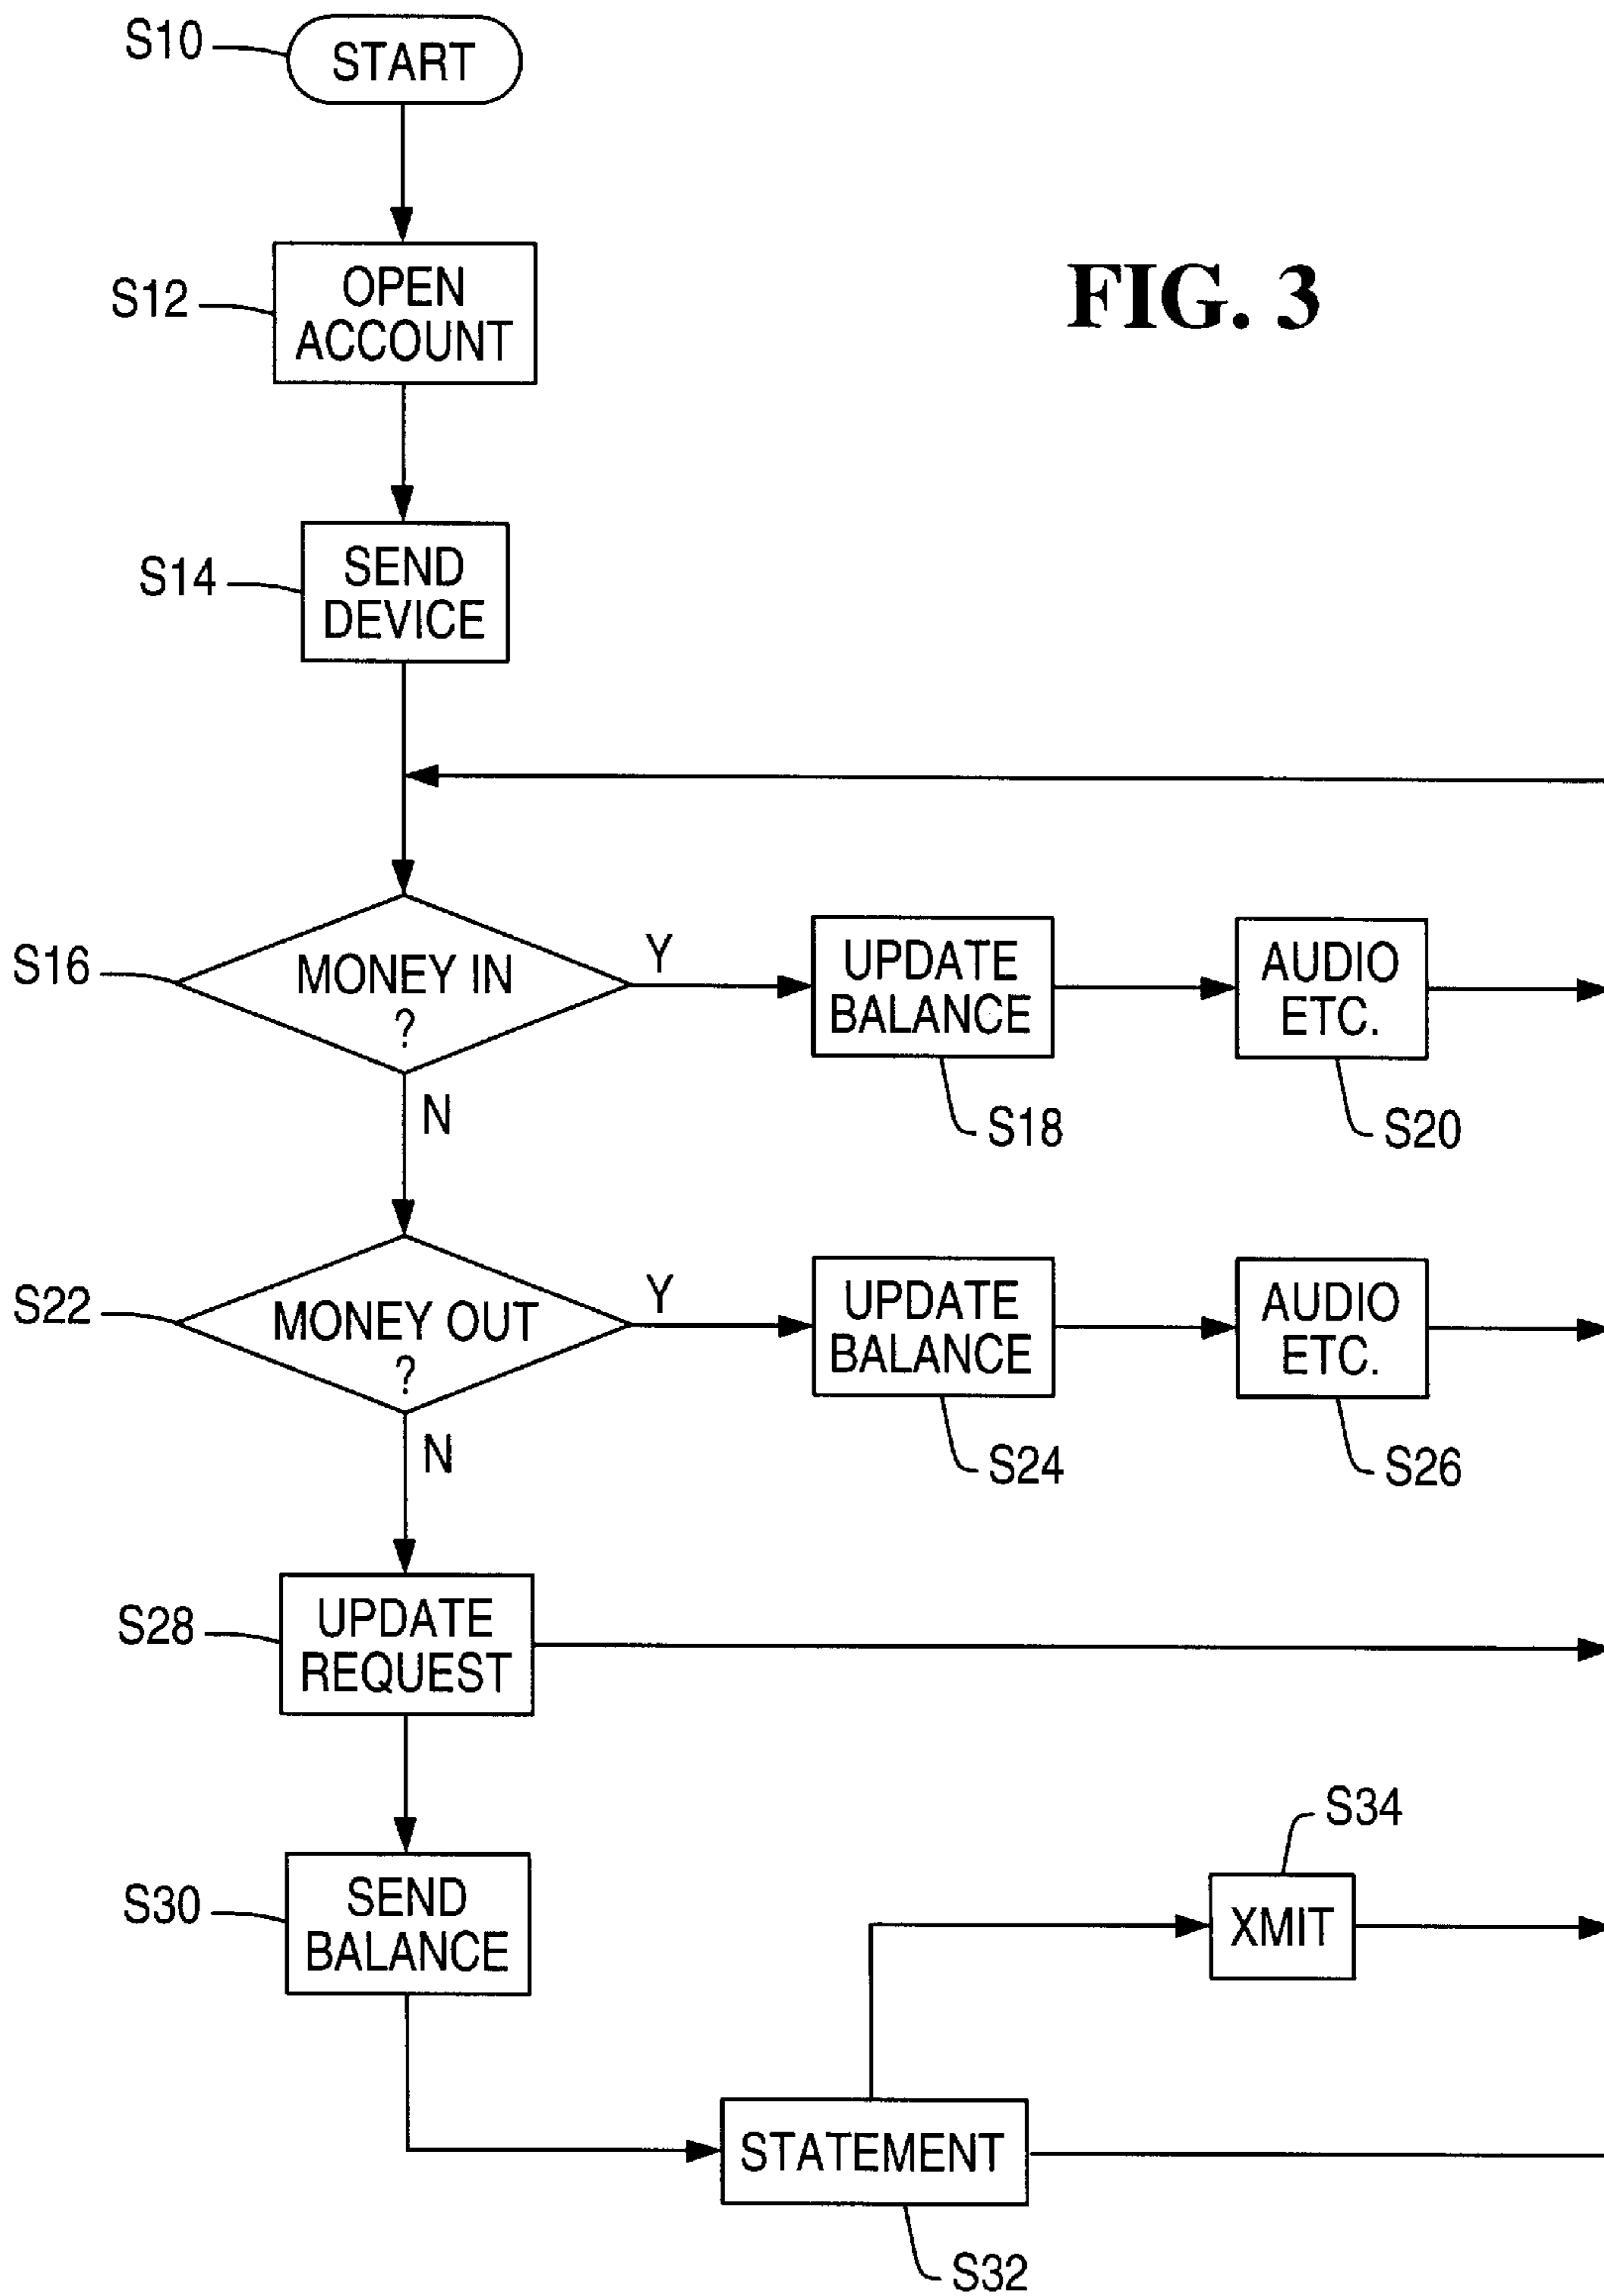 S10
START
FIG. 3
S12
OPEN
ACCOUNT
S14
SEND
DEVICE
S16
MONEY IN
?
Y
UPDATE
BALANCE
AUDIO
ETC.
S18
S20
N
S22
MONEY OUT
?
Y
UPDATE
BALANCE
AUDIO
ETC.
S24
S26
N
S28
UPDATE
REQUEST
S34
S30
SEND
BALANCE
XMIT
STATEMENT
S32